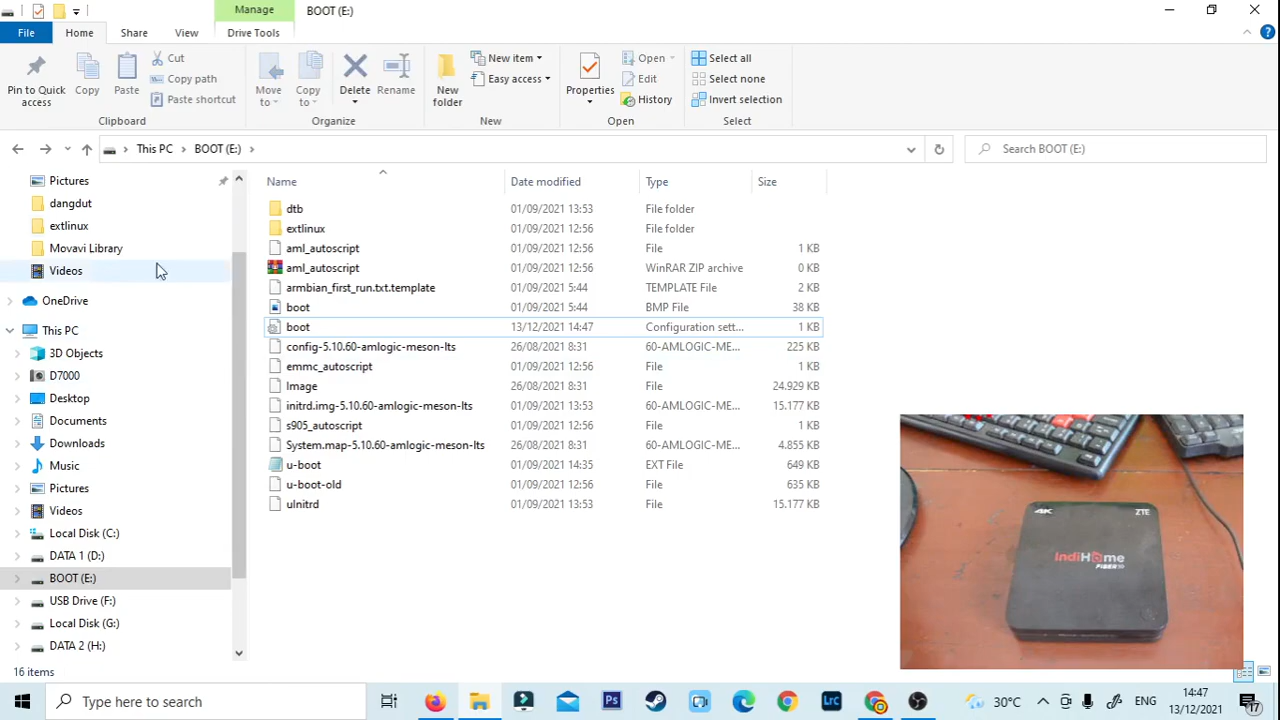 Manage
BOOT (E:)
File
Home
Share
View
Drive Tools
Pin to Quick access
Copy
Paste
Cut
Copy path
Paste shortcut
Clipboard
Move to
Copy to
Delete
Rename
Organize
New folder
New item
Easy access
New
Properties
Open
Edit
History
Open
Select all
Select none
Invert selection
Select
This PC
BOOT (E:)
Search BOOT (E:)
Pictures
dangdut
extlinux
Movavi Library
Videos
OneDrive
This PC
3D Objects
D7000
Desktop
Documents
Downloads
Music
Pictures
Videos
Local Disk (C:)
DATA 1 (D:)
BOOT (E:)
USB Drive (F:)
Local Disk (G:)
DATA 2 (H:)
Name Date modified Type Size
dtb 01/09/2021 13:53 File folder
extlinux 01/09/2021 13:53 File folder
aml_autoscript 01/09/2021 12:56 File 1 KB
aml_autoscript 01/09/2021 12:56 WinRAR ZIP archive 0 KB
armbian_first_run.txt.template 01/09/2021 5:44 TEMPLATE File 2 KB
boot 01/09/2021 5:44 BMP File 38 KB
boot 13/12/2021 14:47 Configuration sett... 1 KB
config-5.10.60-amlogic-meson-lts 26/08/2021 8:31 60-AMLOGIC-ME... 225 KB
emmc_autoscript 01/09/2021 12:56 File 1 KB
Image 26/08/2021 8:31 File 24.929 KB
initrd.img-5.10.60-amlogic-meson-lts 01/09/2021 13:53 60-AMLOGIC-ME... 15.177 KB
s905_autoscript 01/09/2021 12:56 File 1 KB
System.map-5.10.60-amlogic-meson-lts 26/08/2021 8:31 60-AMLOGIC-ME... 4.855 KB
u-boot 01/09/2021 14:35 EXT File 649 KB
u-boot-old 01/09/2021 12:56 File 635 KB
uInitrd 01/09/2021 13:53 File 15.177 KB
4K
ZTE
IndiHome
FIBER
16 items
Type here to search
Ps
Lrc
30°C
ENG
14:47
13/12/2021
17